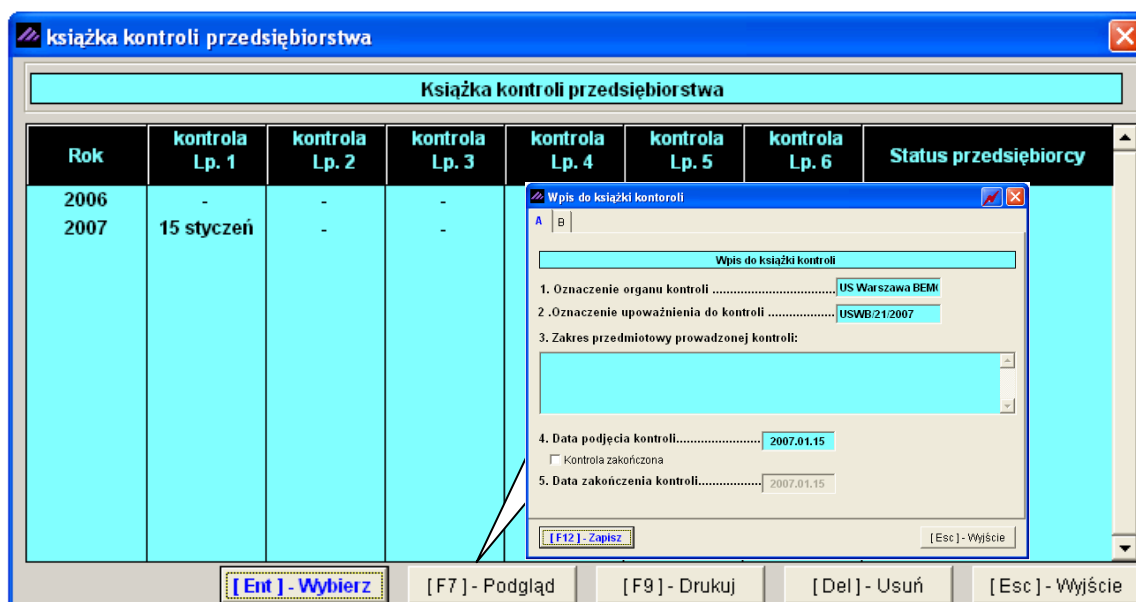 książka kontroli przedsiębiorstwa
Książka kontroli przedsiębiorstwa
Rok kontrola Lp. 1 kontrola Lp. 2 kontrola Lp. 3 kontrola Lp. 4 kontrola Lp. 5 kontrola Lp. 6 Status przedsiębiorcy
2006 - - -
2007 15 styczeń - -
Wpis do książki kontoroli
A B
Wpis do książki kontroli
1. Oznaczenie organu kontroli .................................... US Warszawa BEM
2 .Oznaczenie upoważnienia do kontroli ................... USWB/21/2007
3. Zakres przedmiotowy prowadzonej kontroli:
4. Data podjęcia kontroli........................ 2007.01.15
Kontrola zakończona
5. Data zakończenia kontroli.................. 2007.01.15
[F12] - Zapisz [Esc] - Wyjście
[ Ent ] - Wybierz [ F7 ] - Podgląd [ F9 ] - Drukuj [ Del ] - Usuń [ Esc ] - Wyjście